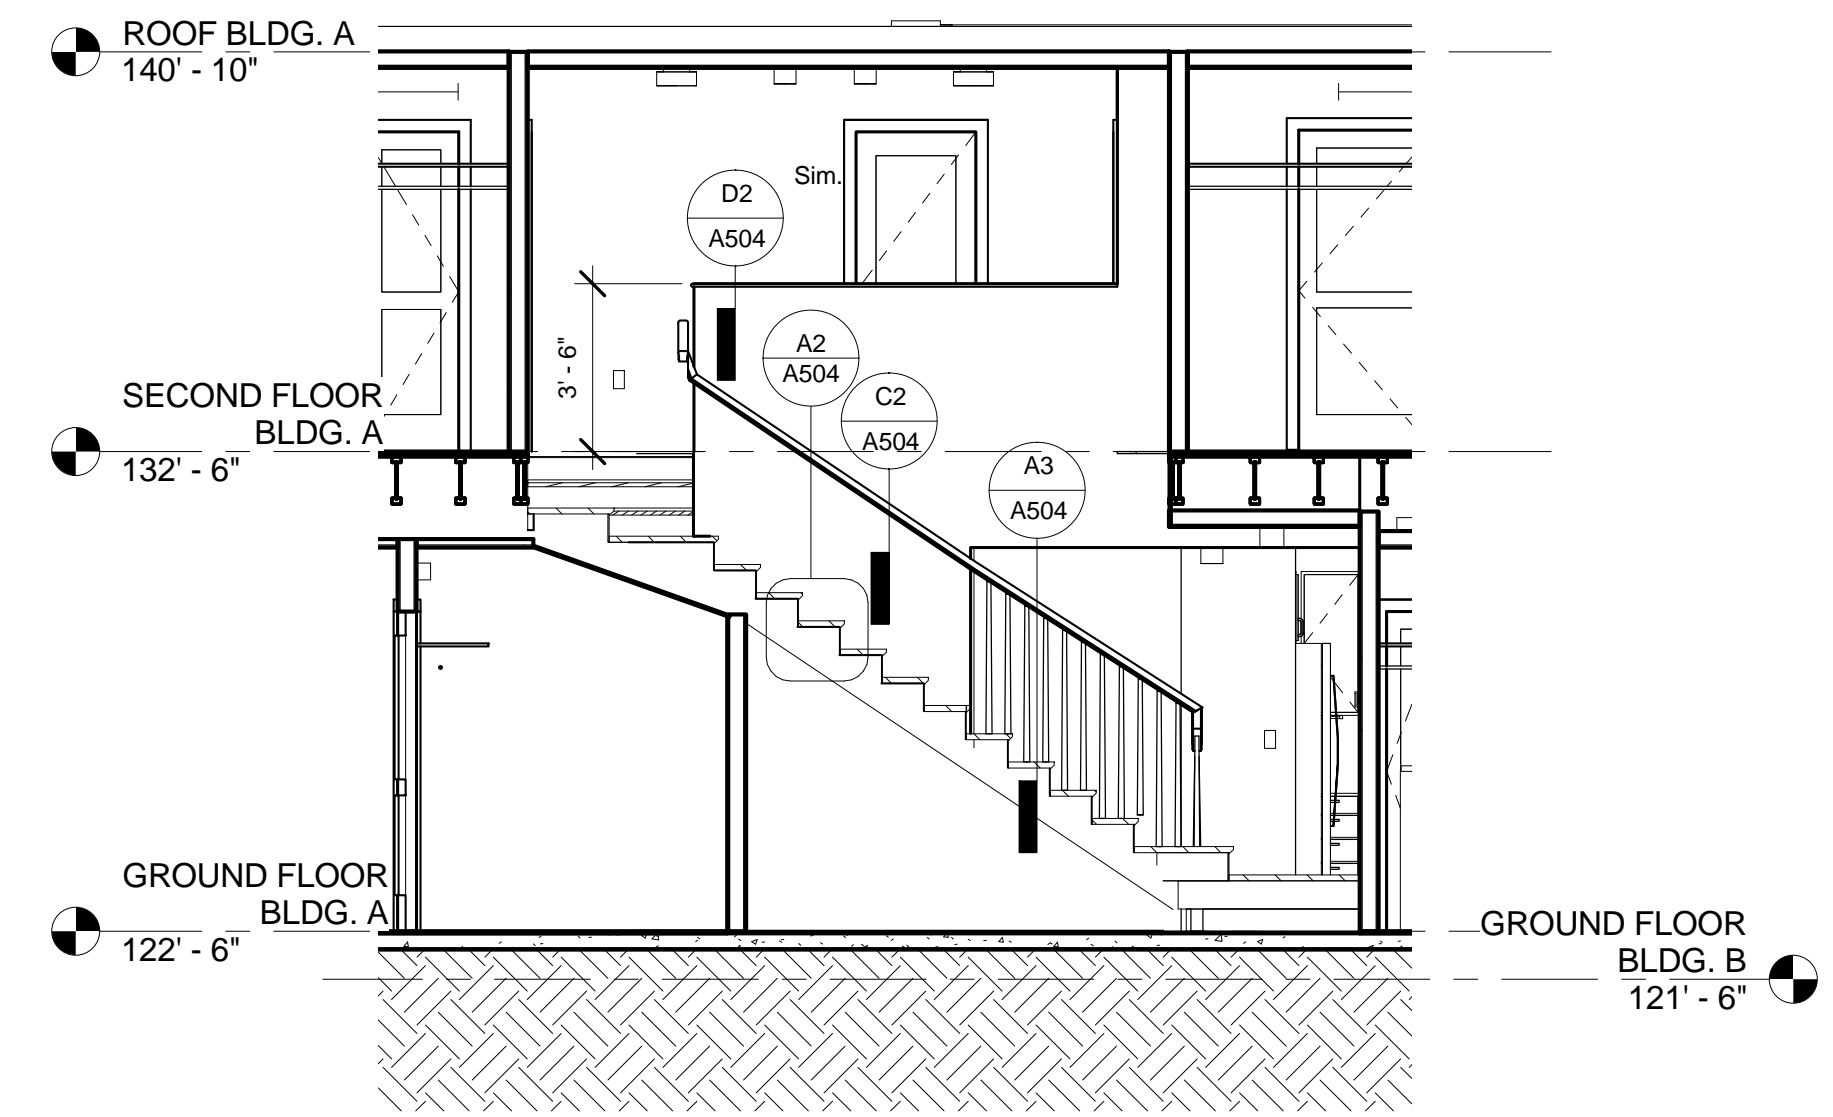 ROOF BLDG. A
140' - 10"
Sim.
D2
A504
A2
A504
3' - 6"
C2
A504
SECOND FLOOR
BLDG. A
132' - 6"
A3
A504
GROUND FLOOR
BLDG. A
122' - 6"
GROUND FLOOR
BLDG. B
121' - 6"